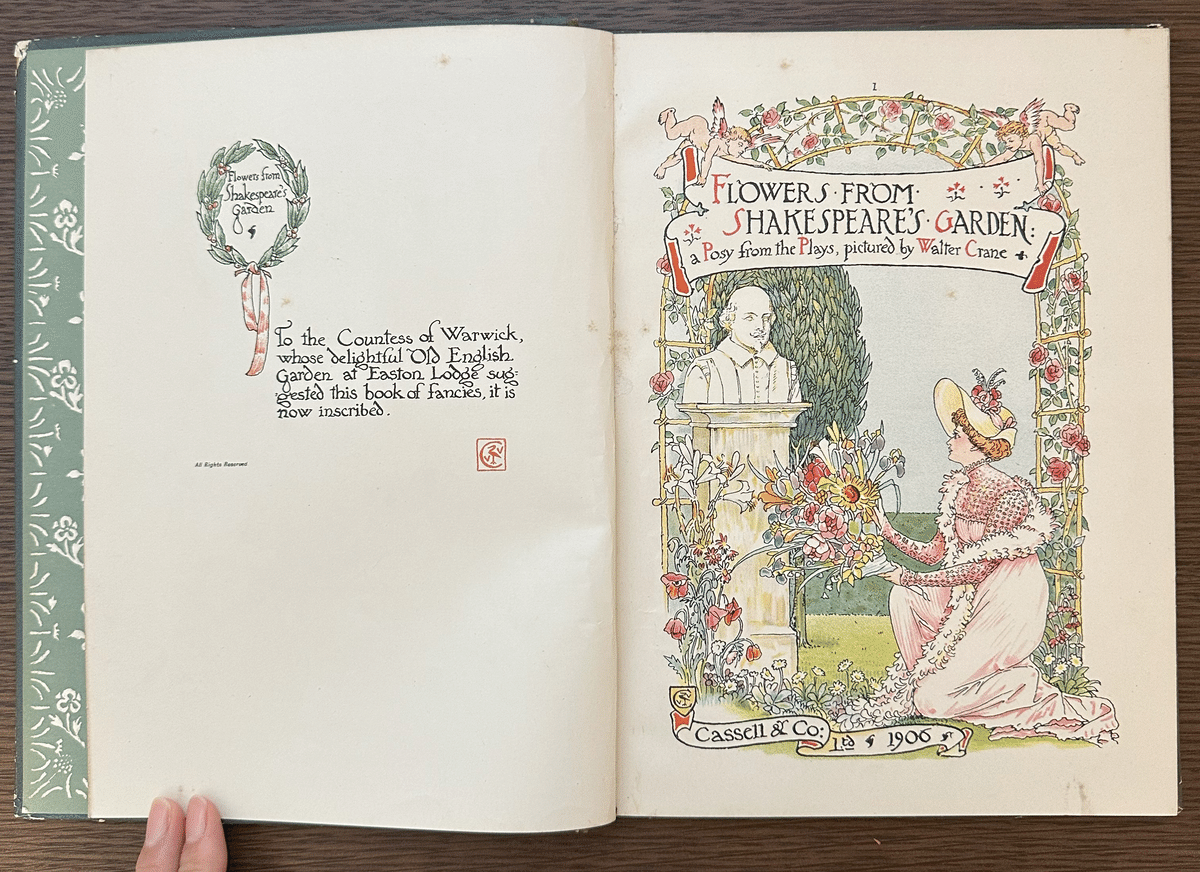 Flowers from
Shakespeare's
Garden
To the Countess of Warwick,
whose delightful Old English
Garden at Easton Lodge sug-
gested this book of fancies, it is
now inscribed.
All Rights Reserved
I
FLOWERS · FROM ·
SHAKESPEARE'S · GARDEN:
a Posy from the Plays, pictured by Walter Crane
Cassell & Co: Ltd 1906